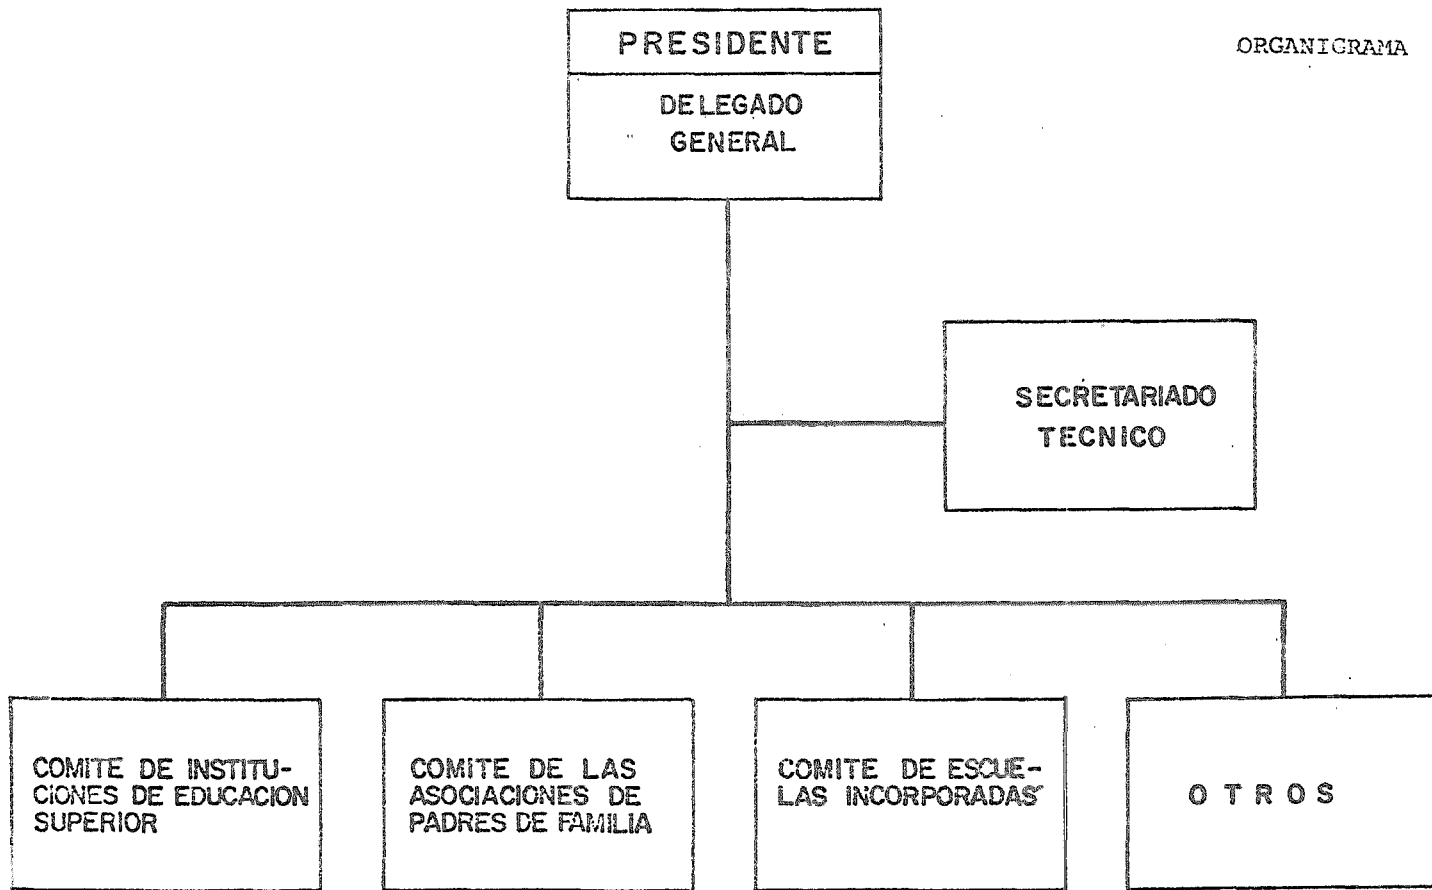 ORGANIGRAMA
PRESIDENTE
DELEGADO
GENERAL
SECRETARIADO
TECNICO
COMITE DE INSTITU-
CIONES DE EDUCACION
SUPERIOR
COMITE DE LAS
ASOCIACIONES DE
PADRES DE FAMILIA
COMITE DE ESCUE-
LAS INCORPORADAS
OTROS